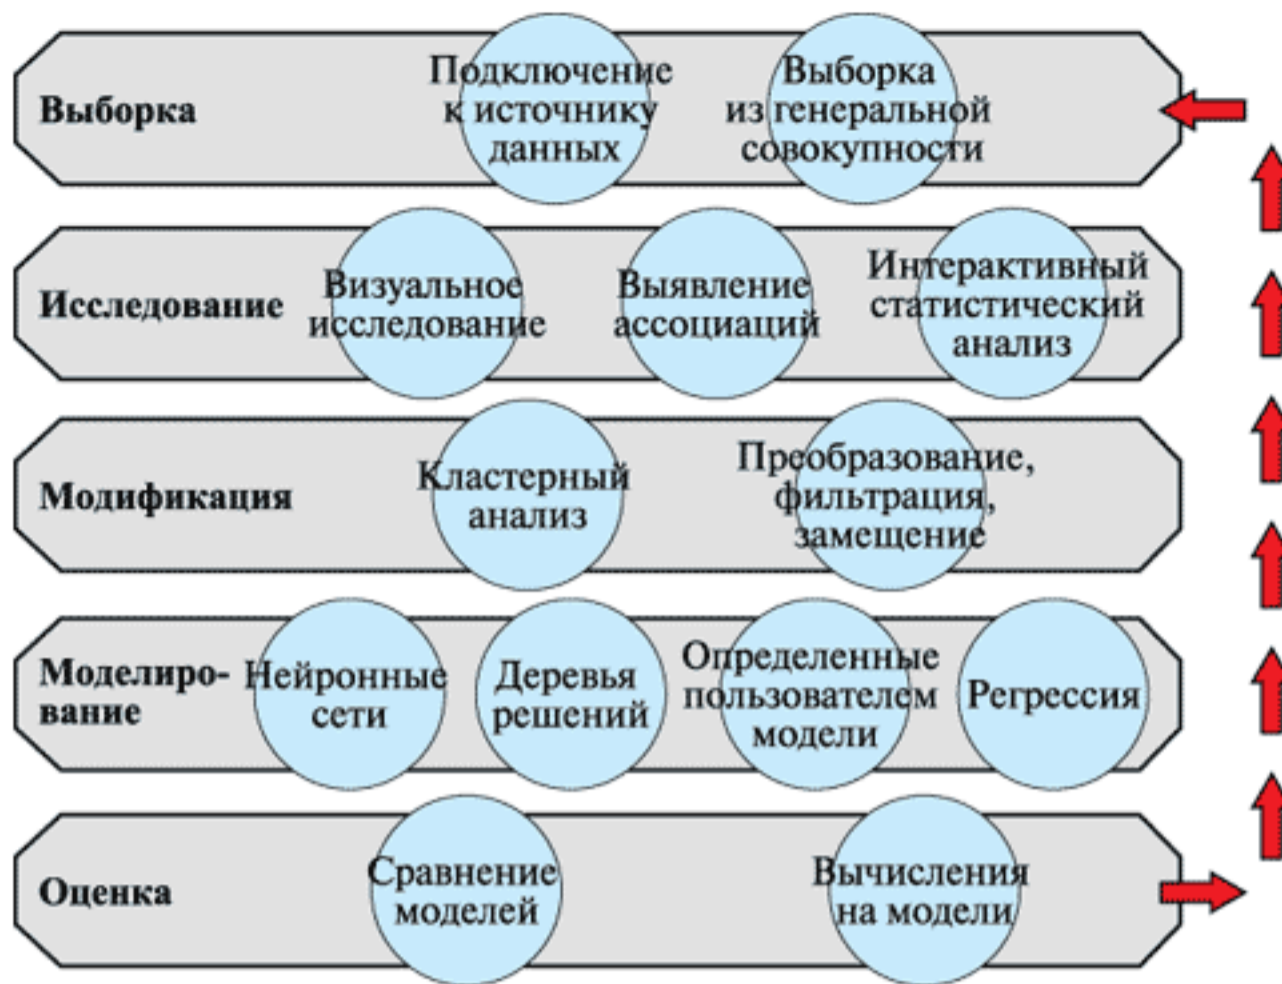 Выборка
Подключение
к источнику
данных
Выборка
из генеральной
совокупности
Исследование
Визуальное
исследование
Выявление
ассоциаций
Интерактивный
статистический
анализ
Модификация
Кластерный
анализ
Преобразование,
фильтрация,
замещение
Моделиро-
вание
Нейронные
сети
Деревья
решений
Определенные
пользователем
модели
Регрессия
Оценка
Сравнение
моделей
Вычисления
на модели